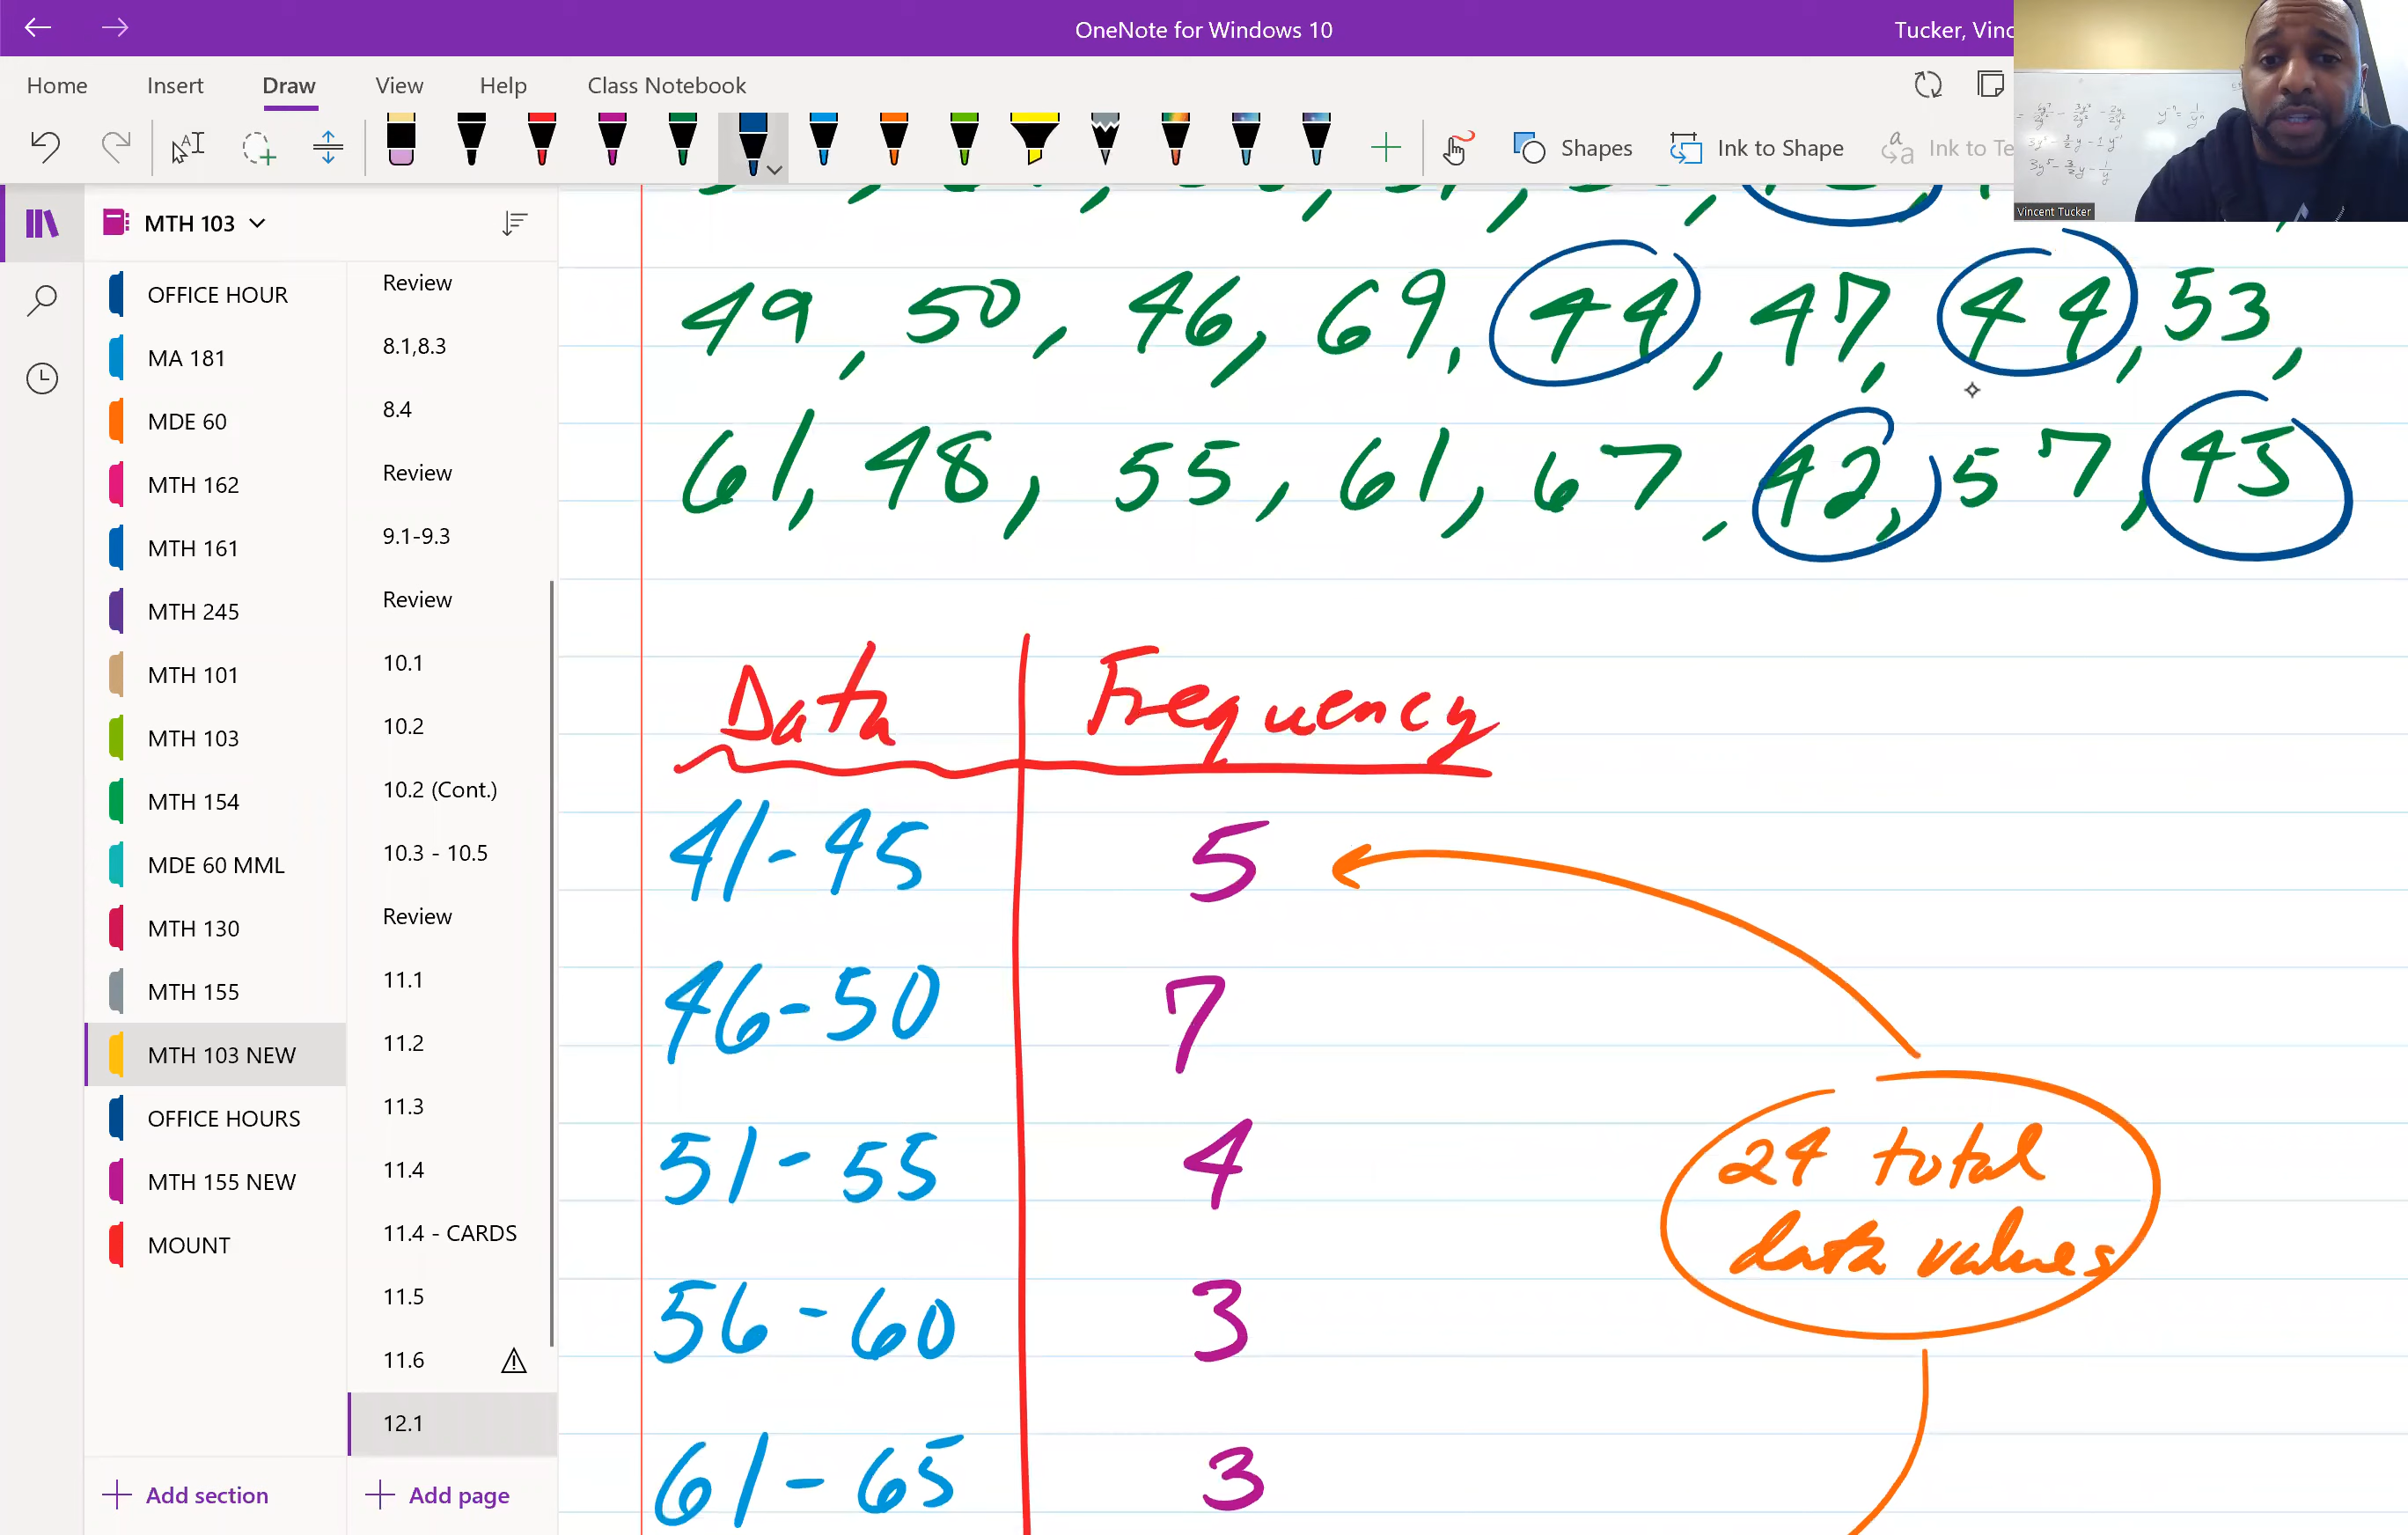 OneNote for Windows 10
Tucker, Vinc
Home Insert Draw View Help Class Notebook
Shapes Ink to Shape Ink to Te
Vincent Tucker
MTH 103
OFFICE HOUR
MA 181
MDE 60
MTH 162
MTH 161
MTH 245
MTH 101
MTH 103
MTH 154
MDE 60 MML
MTH 130
MTH 155
MTH 103 NEW
OFFICE HOURS
MTH 155 NEW
MOUNT
Add section
Review
8.1,8.3
8.4
Review
9.1-9.3
Review
10.1
10.2
10.2 (Cont.)
10.3 - 10.5
Review
11.1
11.2
11.3
11.4
11.4 - CARDS
11.5
11.6
12.1
Add page
49, 50, 46, 69, 44, 47, 44, 53,
61, 48, 55, 61, 67, 42, 57, 45
Data Frequency
41-45 5
46-50 7
51-55 4
56-60 3
61-65 3
24 total
data values